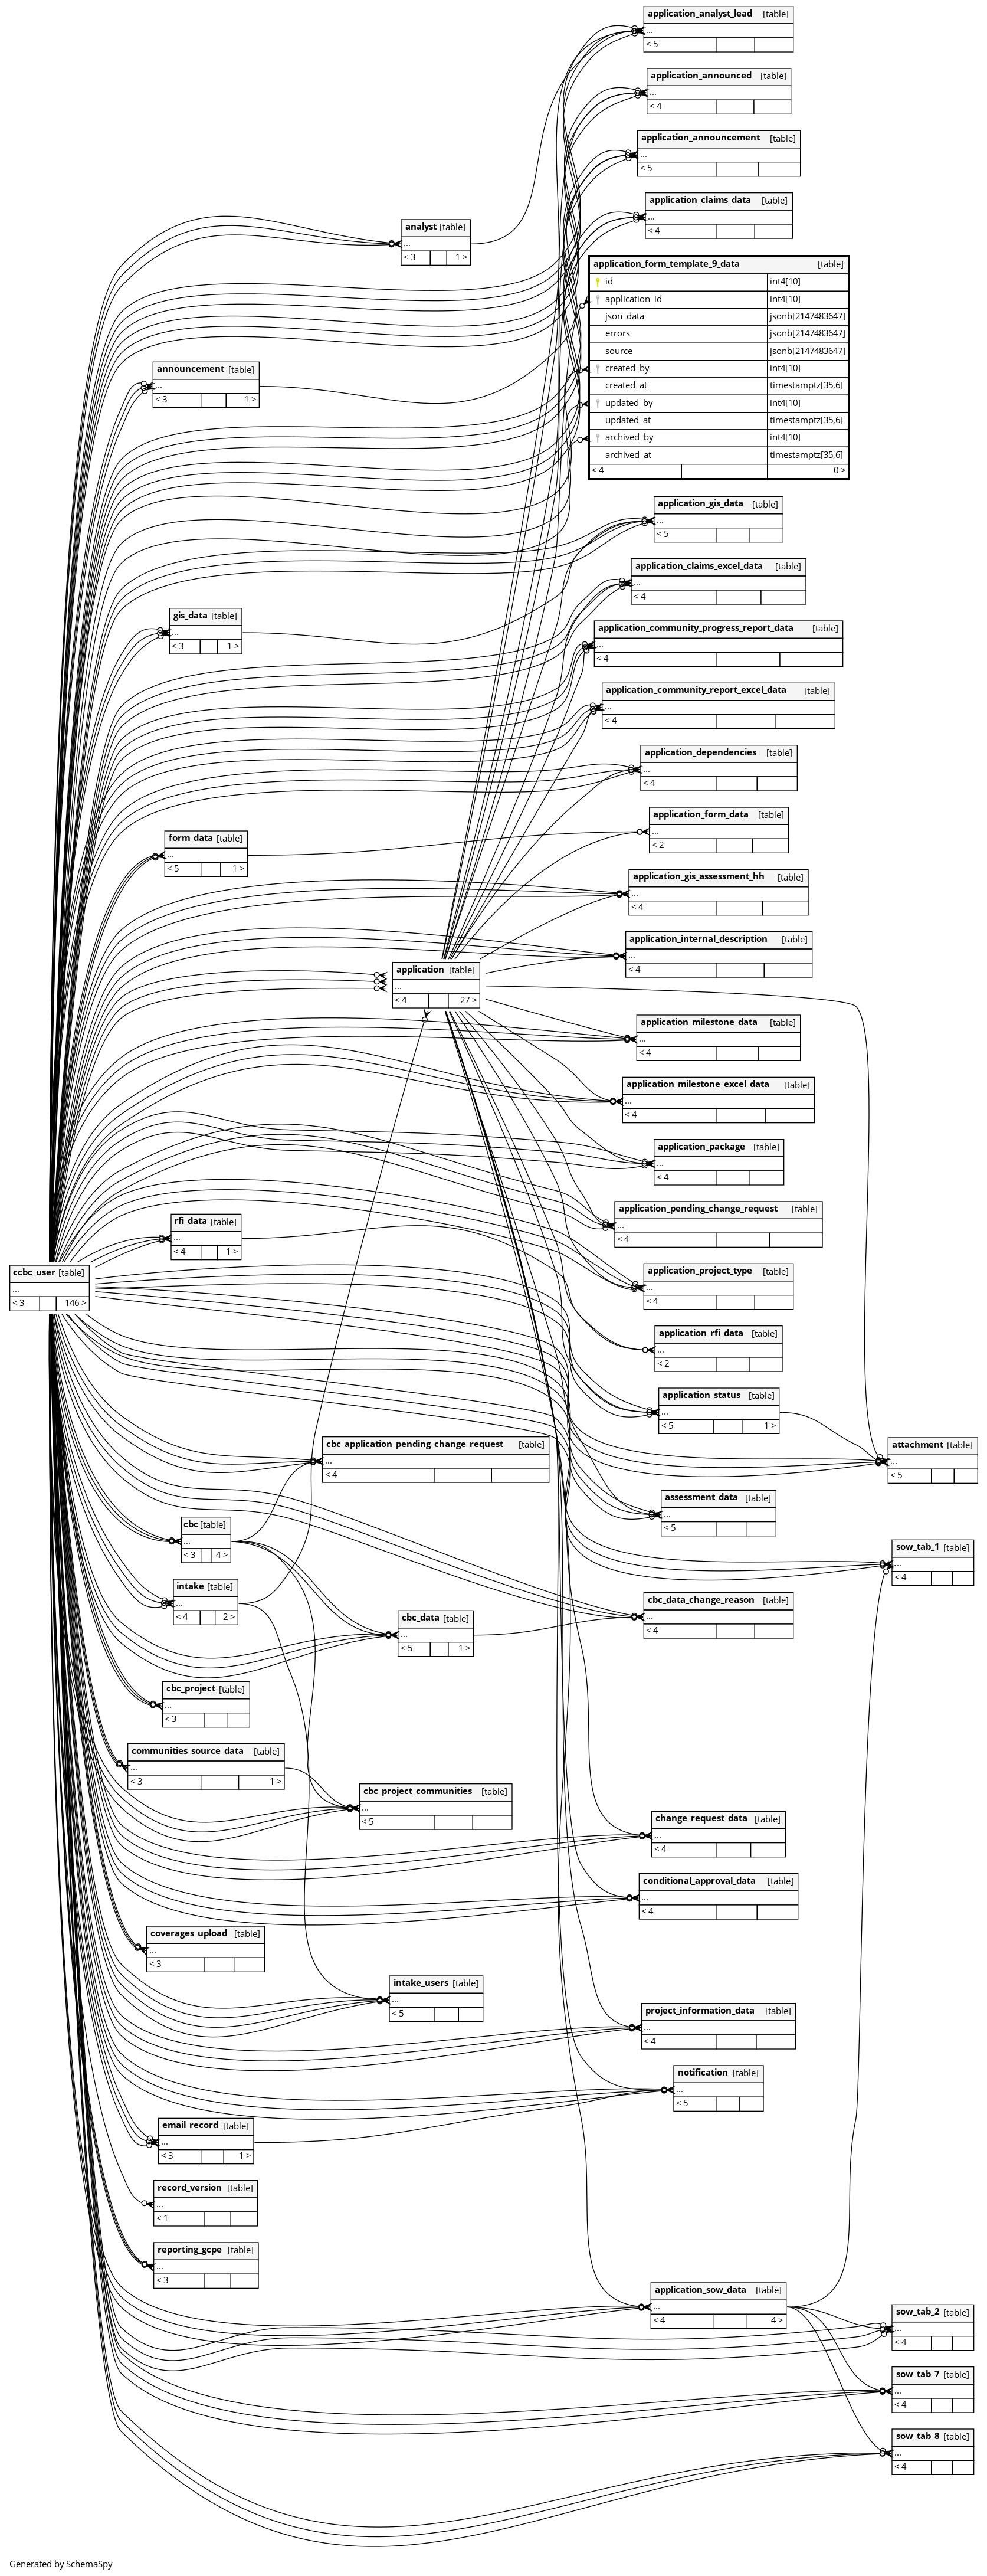 application_analyst_lead [table]
...
< 5
application_announced [table]
...
< 4
application_announcement [table]
...
< 5
application_claims_data [table]
...
< 4
analyst [table]
...
< 3 1 >
application_form_template_9_data [table]
id int4[10]
application_id int4[10]
json_data jsonb[2147483647]
errors jsonb[2147483647]
source jsonb[2147483647]
created_by int4[10]
created_at timestamptz[35,6]
updated_by int4[10]
updated_at timestamptz[35,6]
archived_by int4[10]
archived_at timestamptz[35,6]
< 4 0 >
announcement [table]
...
< 3 1 >
application_gis_data [table]
...
< 5
application_claims_excel_data [table]
...
< 4
gis_data [table]
...
< 3 1 >
application_community_progress_report_data [table]
...
< 4
application_community_report_excel_data [table]
...
< 4
application_dependencies [table]
...
< 4
application_form_data [table]
...
< 2
form_data [table]
...
< 5 1 >
application_gis_assessment_hh [table]
...
< 4
application_internal_description [table]
...
< 4
application [table]
...
< 4 27 >
application_milestone_data [table]
...
< 4
application_milestone_excel_data [table]
...
< 4
application_package [table]
...
< 4
application_pending_change_request [table]
...
< 4
rfi_data [table]
...
< 4 1 >
ccbc_user [table]
...
< 3 146 >
application_project_type [table]
...
< 4
application_rfi_data [table]
...
< 2
application_status [table]
...
< 5 1 >
cbc_application_pending_change_request [table]
...
< 4
attachment [table]
...
< 5
assessment_data [table]
...
< 5
cbc [table]
...
< 3 4 >
sow_tab_1 [table]
...
< 4
intake [table]
...
< 4 2 >
cbc_data_change_reason [table]
...
< 4
cbc_data [table]
...
< 5 1 >
cbc_project [table]
...
< 3
communities_source_data [table]
...
< 3 1 >
cbc_project_communities [table]
...
< 5
change_request_data [table]
...
< 4
conditional_approval_data [table]
...
< 4
coverages_upload [table]
...
< 3
intake_users [table]
...
< 5
project_information_data [table]
...
< 4
notification [table]
...
< 5
email_record [table]
...
< 3 1 >
record_version [table]
...
< 1
reporting_gcpe [table]
...
< 3
application_sow_data [table]
...
< 4 4 >
sow_tab_2 [table]
...
< 4
sow_tab_7 [table]
...
< 4
sow_tab_8 [table]
...
< 4
Generated by SchemaSpy